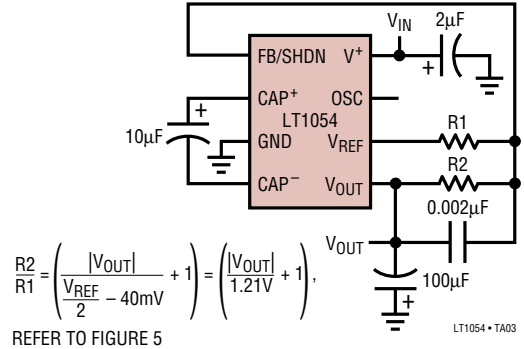 V_IN
2µF
FB/SHDN
V+
+
CAP+
OSC
+
LT1054
10µF
GND
V_REF
R1
CAP−
V_OUT
R2
0.002µF
V_OUT
100µF
+
R2/R1 = (|V_OUT| / (V_REF/2 – 40mV) + 1) = (|V_OUT|/1.21V + 1),
REFER TO FIGURE 5
LT1054 • TA03